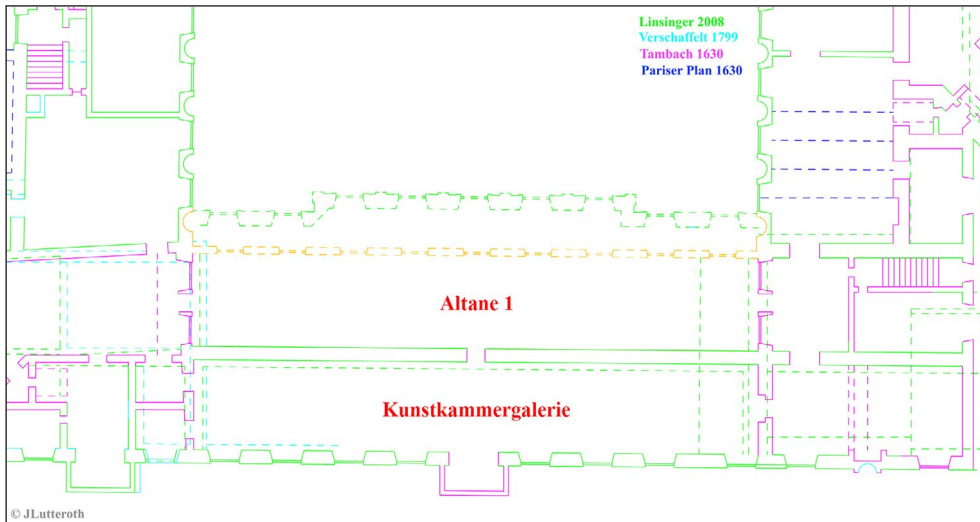 Linsinger 2008
Verschaffelt 1799
Tambach 1630
Pariser Plan 1630
Altane 1
Kunstkammergalerie
© JLutteroth